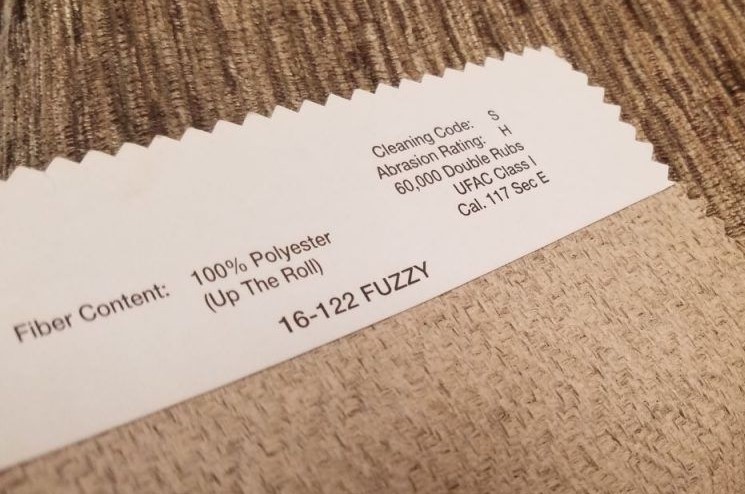 Cleaning Code: S
Abrasion Rating: H
60,000 Double Rubs
UFAC Class I
Cal. 117 Sec E
Fiber Content: 100% Polyester
(Up The Roll)
16-122 FUZZY